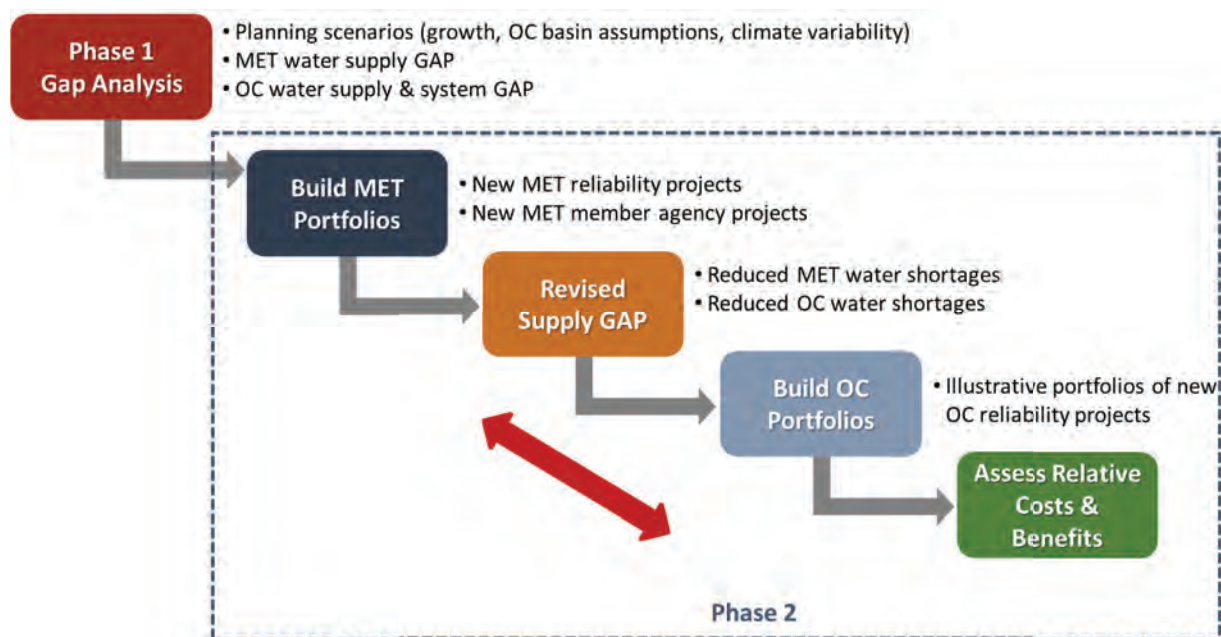 Phase 1
Gap Analysis
• Planning scenarios (growth, OC basin assumptions, climate variability)
• MET water supply GAP
• OC water supply & system GAP
Build MET
Portfolios
• New MET reliability projects
• New MET member agency projects
Revised
Supply GAP
• Reduced MET water shortages
• Reduced OC water shortages
Build OC
Portfolios
• Illustrative portfolios of new
OC reliability projects
Assess Relative
Costs &
Benefits
Phase 2